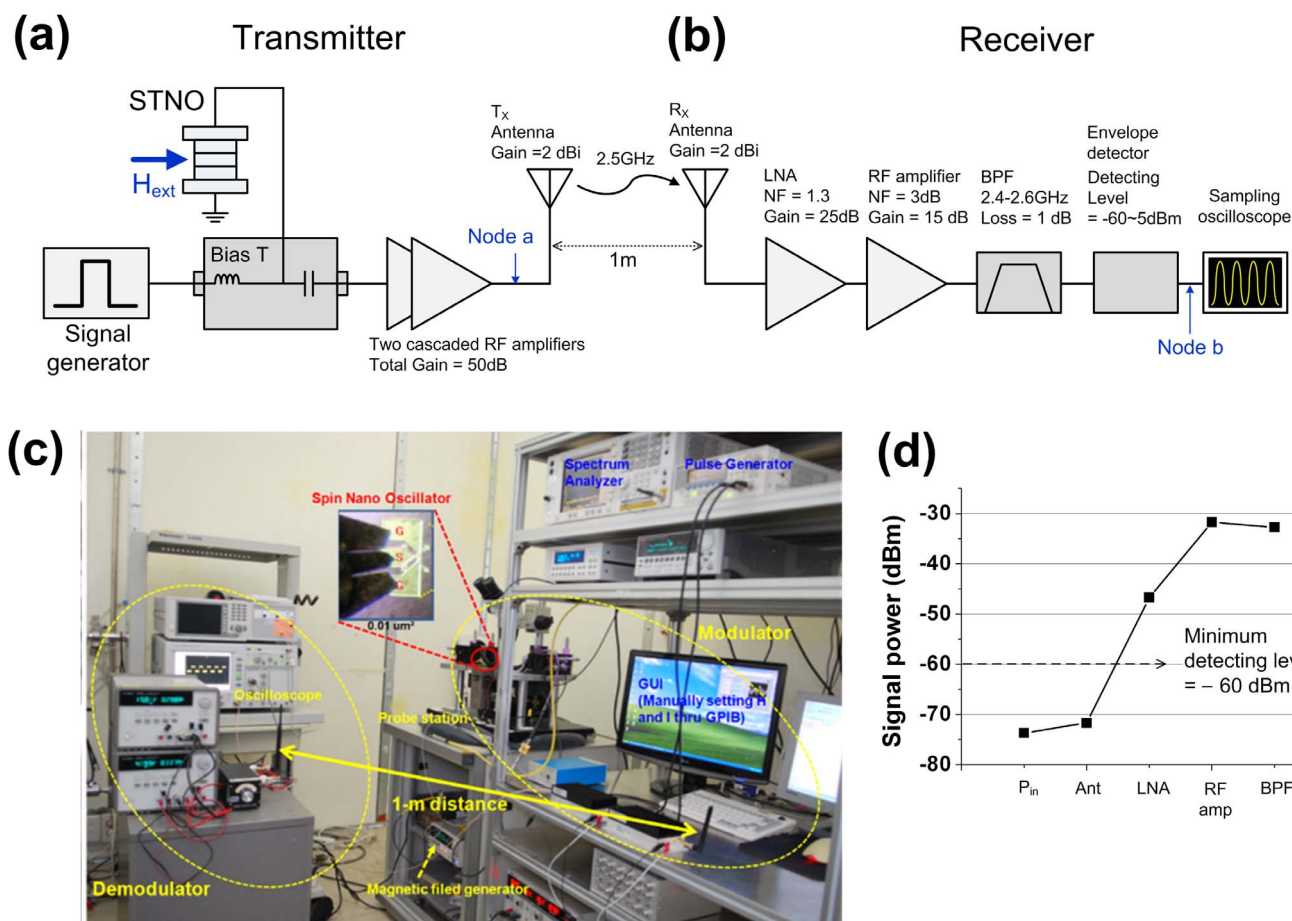 (a)
Transmitter
STNO
Hext
Bias T
Signal
generator
Two cascaded RF amplifiers
Total Gain = 50dB
Node a
TX
Antenna
Gain =2 dBi
2.5GHz
1m
(b)
Receiver
RX
Antenna
Gain =2 dBi
LNA
NF = 1.3
Gain = 25dB
RF amplifier
NF = 3dB
Gain = 15 dB
BPF
2.4-2.6GHz
Loss = 1 dB
Envelope
detector
Detecting
Level
= -60~5dBm
Sampling
oscilloscope
Node b
(c)
Spin Nano Oscillator
G
S
G
0.01 um²
Spectrum
Analyzer
Pulse Generator
Modulator
Oscilloscope
Probe station
GUI
(Manually setting H
and I thru GPIB)
1-m distance
Demodulator
Magnetic filed generator
(d)
Signal power (dBm)
-30
-40
-50
-60
-70
-80
Minimum
detecting leve
= – 60 dBm
Pin
Ant
LNA
RF
amp
BPF